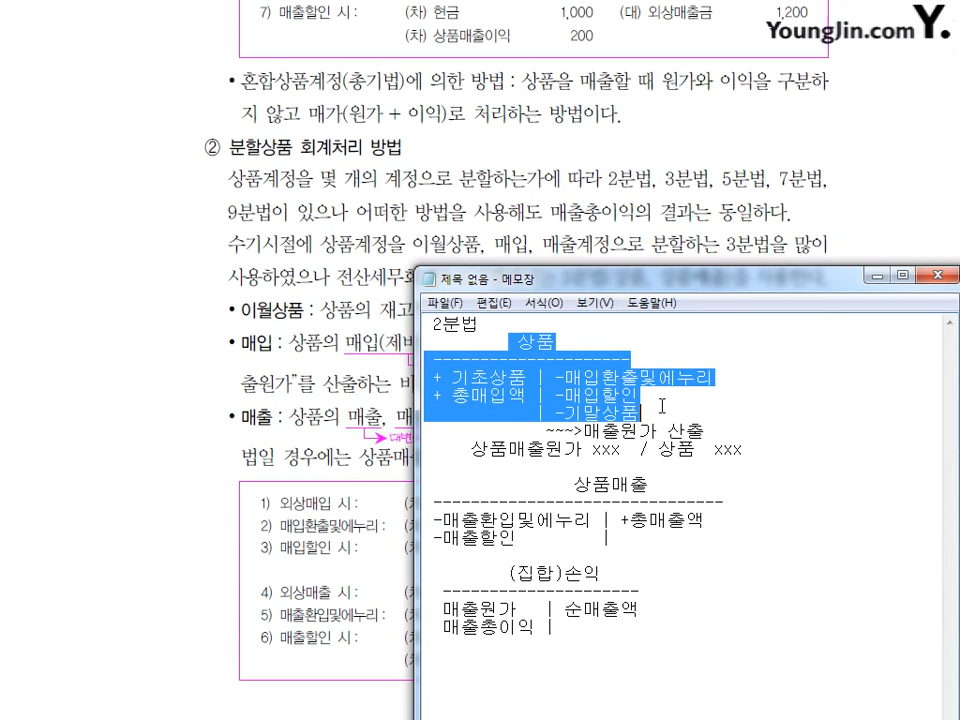 7) 매출할인 시 : (차) 현금 1,000 (대) 외상매출금 1,200
(차) 상품매출이익 200
YoungJin.com Y.
• 혼합상품계정(총기법)에 의한 방법 : 상품을 매출할 때 원가와 이익을 구분하
지 않고 매가(원가 + 이익)로 처리하는 방법이다.
② 분할상품 회계처리 방법
상품계정을 몇 개의 계정으로 분할하는가에 따라 2분법, 3분법, 5분법, 7분법,
9분법이 있으나 어떠한 방법을 사용해도 매출총이익의 결과는 동일하다.
수기시절에 상품계정을 이월상품, 매입, 매출계정으로 분할하는 3분법을 많이
사용하였으나 전산세무회
• 이월상품 : 상품의 재고
• 매입 : 상품의 매입(제비
출원가"를 산출하는 비
• 매출 : 상품의 매출, 매
대변
법일 경우에는 상품매
1) 외상매입 시 : (차
2) 매입환출및에누리 : (차
3) 매입할인 시 : (차
4) 외상매출 시 : (차
5) 매출환입및에누리 : (차
6) 매출할인 시 : (차
(차
제목 없음 - 메모장
파일(F) 편집(E) 서식(O) 보기(V) 도움말(H)
2분법
상품
---------------------
+ 기초상품 | -매입환출및에누리
+ 총매입액 | -매입할인
| -기말상품
~~~>매출원가 산출
상품매출원가 xxx / 상품 xxx
상품매출
-------------------------------
-매출환입및에누리 | +총매출액
-매출할인 |
(집합)손익
---------------------
매출원가 | 순매출액
매출총이익 |